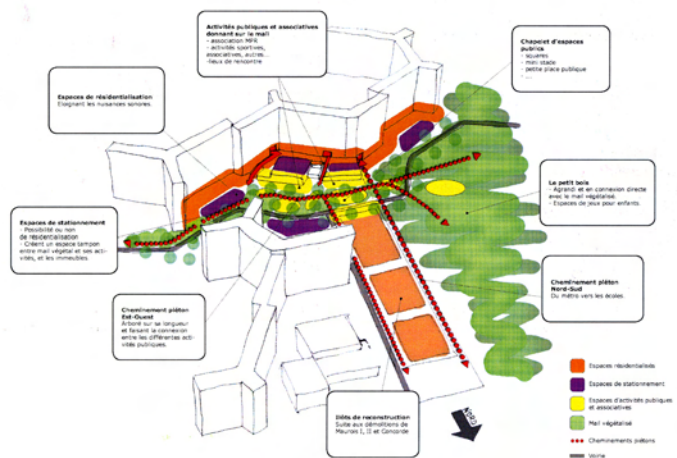 Activités publiques et associatives
donnant sur le mail
- association MFR
- activités sportives,
associatives, autres...
-lieux de rencontre
Chapelet d'espaces
publics
- squares
- mini stade
- petite place publique
- ....
Espaces de résidentialisation
Eloignant les nuisances sonores.
Le petit bois
- Agrandi et en connexion directe
avec le mail végétalisé.
- Espaces de jeux pour enfants.
Espaces de stationnement
- Possibilité ou non
de résidentialisation
- Créent un espace tampon
entre mail végétal et ses acti-
vités, et les immeubles.
Cheminement piéton
Nord-Sud
Du métro vers les écoles.
Cheminement piéton
Est-Ouest
Arboré sur sa longueur
et faisant la connexion
entre les différentes acti-
vités publiques.
Ilôts de reconstruction
Suite aux démolitions de
Maurois I, II et Concorde
NORD
Espaces résidentialisés
Espaces de stationnement
Espaces d'activités publiques
et associatives
Mail végétalisé
Cheminements piétons
Voirie